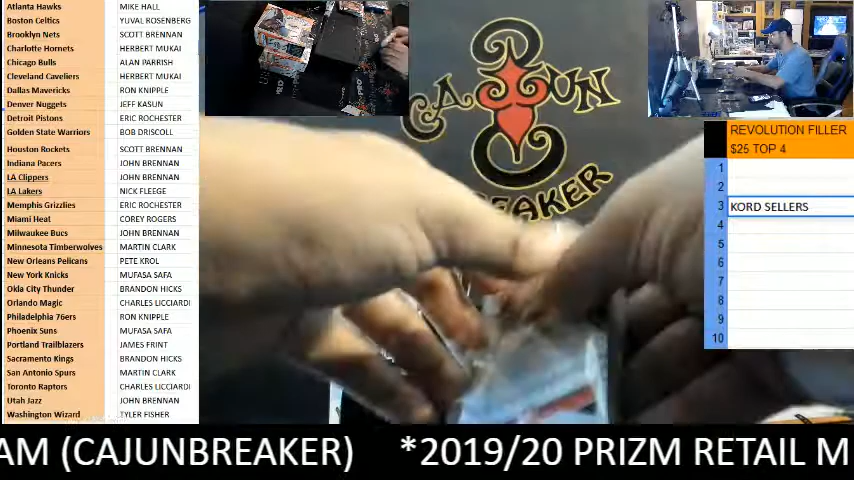 Atlanta Hawks MIKE HALL
Boston Celtics YUVAL ROSENBERG
Brooklyn Nets SCOTT BRENNAN
Charlotte Hornets HERBERT MUKAI
Chicago Bulls ALAN PARRISH
Cleveland Cavaliers HERBERT MUKAI
Dallas Mavericks RON KNIPPLE
Denver Nuggets JEFF KASUN
Detroit Pistons ERIC ROCHESTER
Golden State Warriors BOB DRISCOLL
Houston Rockets SCOTT BRENNAN
Indiana Pacers JOHN BRENNAN
LA Clippers JOHN BRENNAN
LA Lakers NICK FLEEGE
Memphis Grizzlies ERIC ROCHESTER
Miami Heat COREY ROGERS
Milwaukee Bucs JOHN BRENNAN
Minnesota Timberwolves MARTIN CLARK
New Orleans Pelicans PETE KROL
New York Knicks MUFASA SAFA
Okla City Thunder BRANDON HICKS
Orlando Magic CHARLES LICCIARDI
Philadelphia 76ers RON KNIPPLE
Phoenix Suns MUFASA SAFA
Portland Trailblazers JAMES FRINT
Sacramento Kings BRANDON HICKS
San Antonio Spurs MARTIN CLARK
Toronto Raptors CHARLES LICCIARDI
Utah Jazz JOHN BRENNAN
Washington Wizard TYLER FISHER
CAJUN
BREAKER
REVOLUTION FILLER
$25 TOP 4
1
2
3 KORD SELLERS
4
5
6
7
8
9
10
AM (CAJUNBREAKER) *2019/20 PRIZM RETAIL M